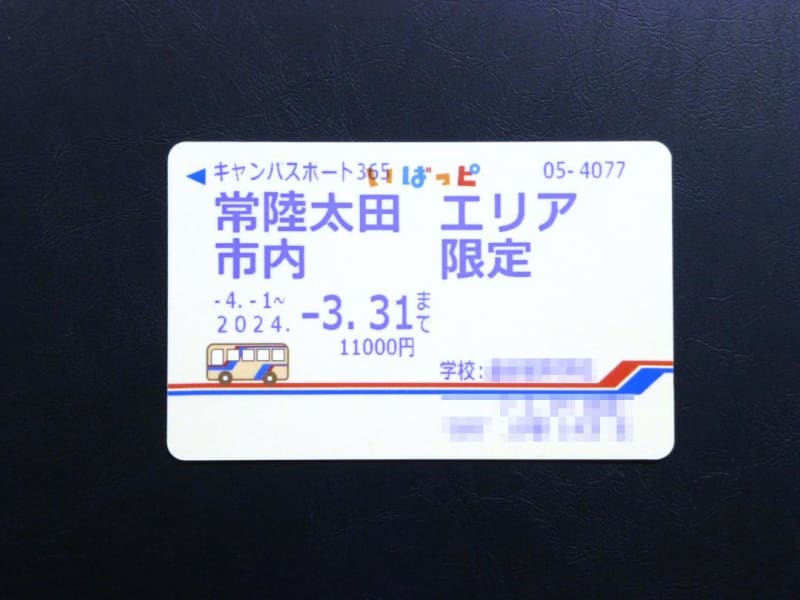 ◀ キャンパスポート365 いばっピ 05-4077
常陸太田 エリア
市内 限定
-4.-1~
2024.-3.31まで
11000円
学校: